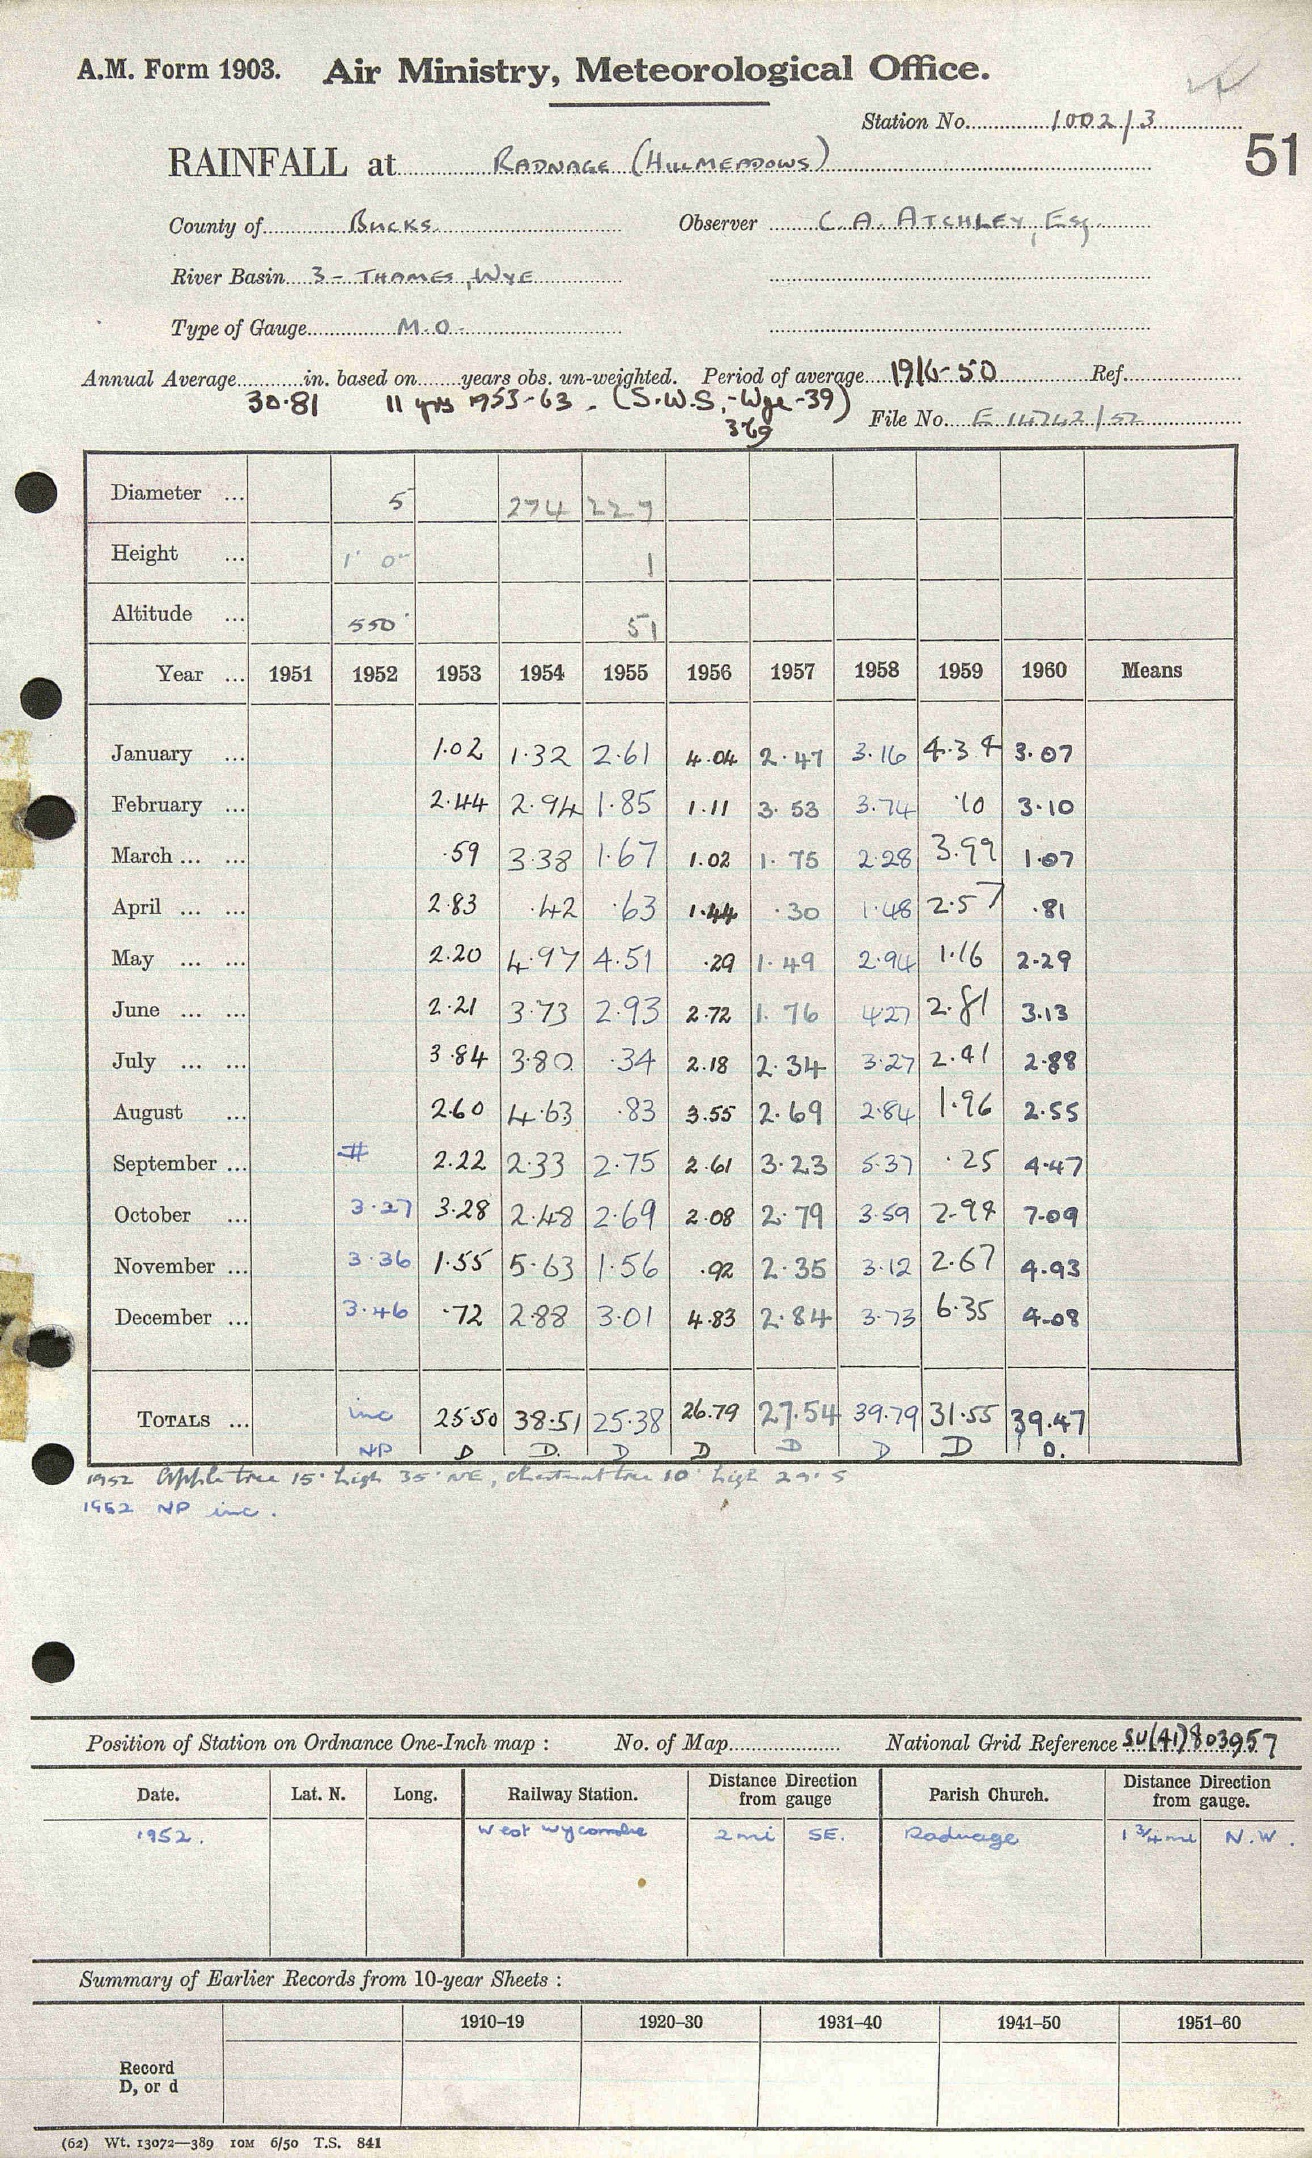 A.M. Form 1903. Air Ministry, Meteorological Office.
Station No. 1002/3
51
RAINFALL at RADNAGE (HILLMEADOWS)
County of BUCKS. Observer C. A. ATCHLEY, Esq.
River Basin 3 - THAMES, WYE
Type of Gauge M.O.
Annual Average in. based on years obs. un-weighted. Period of average 1916-50 Ref.
30.81 11 yrs 1953-63. (S.W.S,-Wye-39)
369
File No. E 14742/52
Diameter ... 5 274 227
Height ... 1' 0" 1
Altitude ... 550' 51
Year ... 1951 1952 1953 1954 1955 1956 1957 1958 1959 1960 Means
January ... 1.02 1.32 2.61 4.04 2.47 3.16 4.34 3.07
February ... 2.44 2.94 1.85 1.11 3.53 3.74 .10 3.10
March ... ... .59 3.38 1.67 1.02 1.75 2.28 3.99 1.07
April ... ... 2.83 .42 .63 1.44 .30 1.48 2.57 .81
May ... ... 2.20 4.97 4.51 .29 1.49 2.94 1.16 2.29
June ... ... 2.21 3.73 2.93 2.72 1.76 4.27 2.81 3.13
July ... ... 3.84 3.80 .34 2.18 2.34 3.27 2.41 2.88
August ... 2.60 4.63 .83 3.55 2.69 2.84 1.96 2.55
September ... # 2.22 2.33 2.75 2.61 3.23 5.37 .25 4.47
October ... 3.27 3.28 2.48 2.69 2.08 2.79 3.59 2.94 7.09
November ... 3.36 1.55 5.63 1.56 .92 2.35 3.12 2.67 4.93
December ... 3.46 .72 2.88 3.01 4.83 2.84 3.73 6.35 4.08
TOTALS ... inc 25.50 38.51 25.38 26.79 27.54 39.79 31.55 39.47
NP D D. D D D D D D.
1952 Apple tree 15' high 35' NE, chestnut tree 10' high 29' S
1952 NP inc.
Position of Station on Ordnance One-Inch map : No. of Map National Grid Reference SU(41)803957
Date. Lat. N. Long. Railway Station. Distance Direction from gauge Parish Church. Distance Direction from gauge.
1952. West Wycombe 2 mi SE. Radnage 1 3/4 mi N.W.
Summary of Earlier Records from 10-year Sheets :
1910–19 1920–30 1931–40 1941–50 1951–60
Record
D, or d
(62) Wt. 13072—389 10M 6/50 T.S. 841